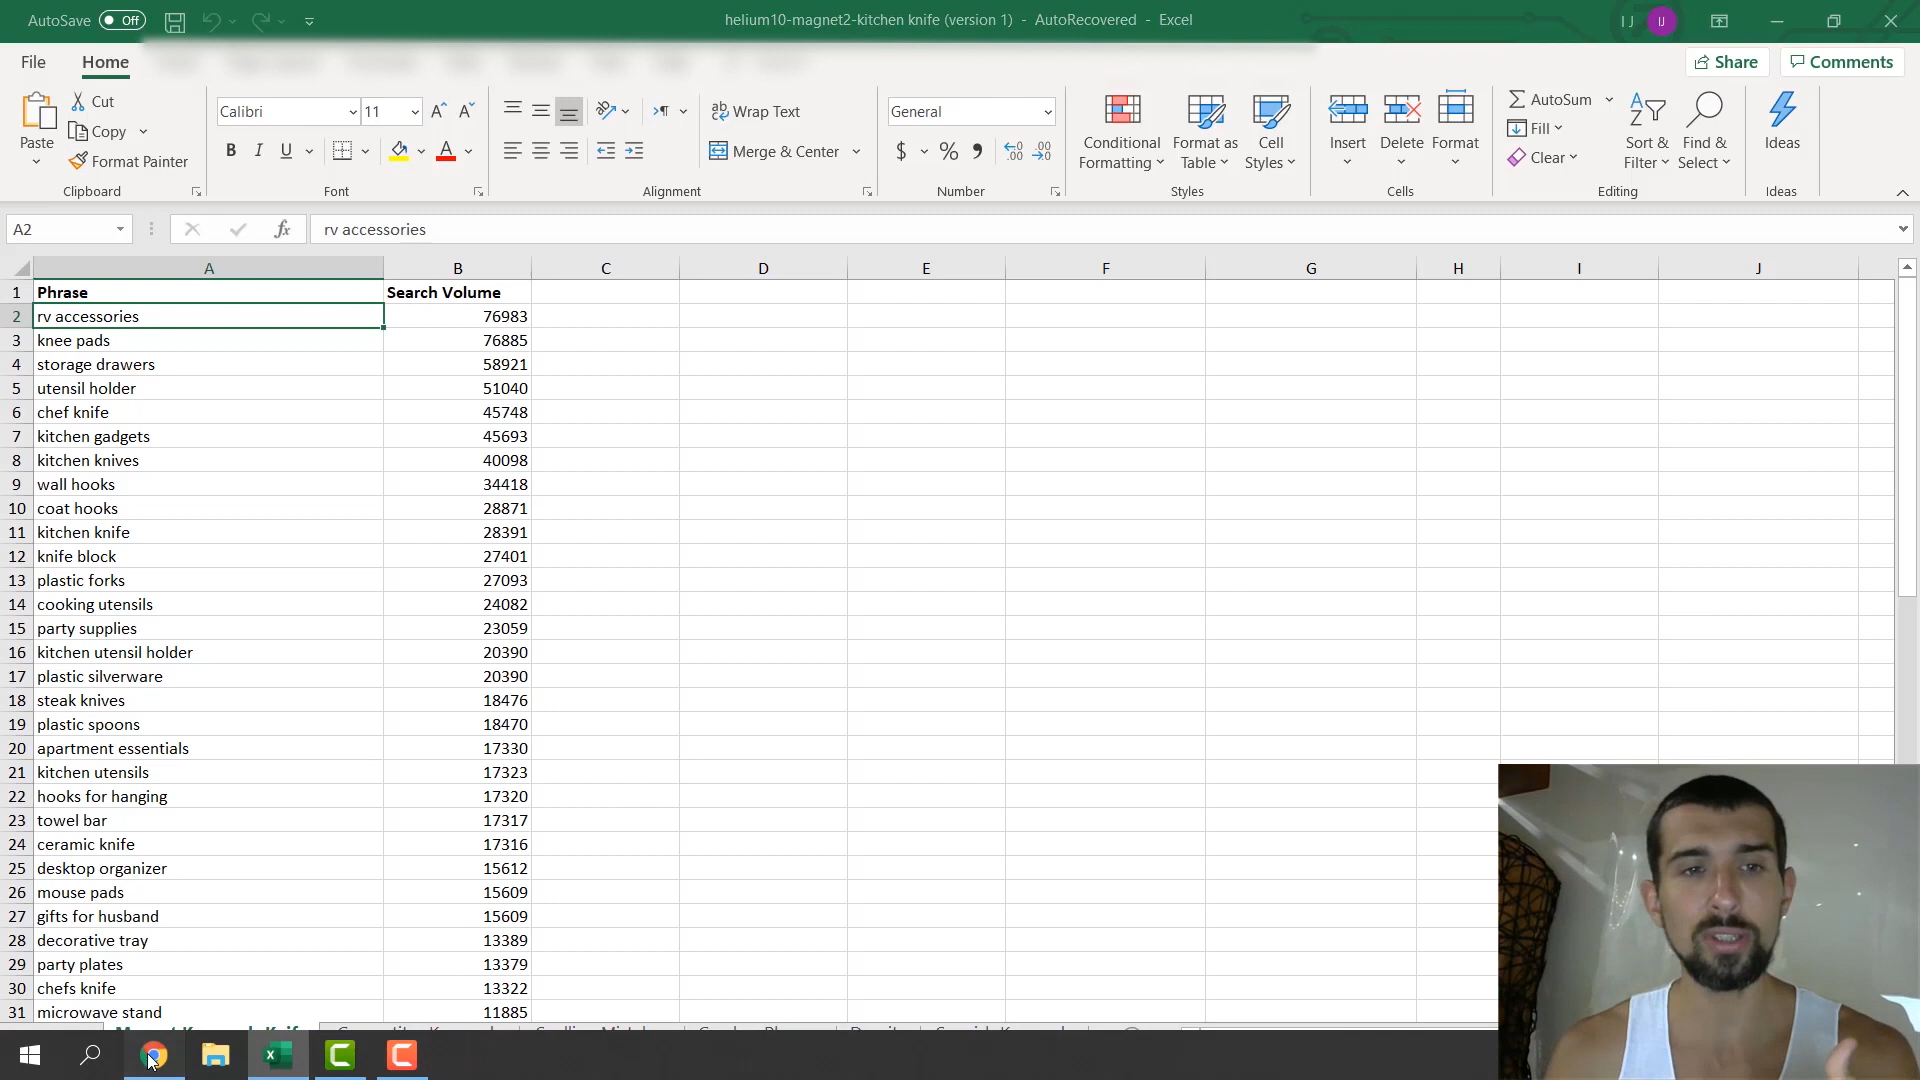 AutoSave Off helium10-magnet2-kitchen knife (version 1) - AutoRecovered - Excel I J IJ
File Home Share Comments
Cut Calibri 11 Wrap Text General AutoSum
Paste Copy Conditional Formatting Format as Table Cell Styles Insert Delete Format Fill Sort & Filter Find & Select Ideas
Format Painter B I U A Merge & Center $ % Clear
Clipboard Font Alignment Number Styles Cells Editing Ideas
A2 fx rv accessories
A B C D E F G H I J
1 Phrase Search Volume
2 rv accessories 76983
3 knee pads 76885
4 storage drawers 58921
5 utensil holder 51040
6 chef knife 45748
7 kitchen gadgets 45693
8 kitchen knives 40098
9 wall hooks 34418
10 coat hooks 28871
11 kitchen knife 28391
12 knife block 27401
13 plastic forks 27093
14 cooking utensils 24082
15 party supplies 23059
16 kitchen utensil holder 20390
17 plastic silverware 20390
18 steak knives 18476
19 plastic spoons 18470
20 apartment essentials 17330
21 kitchen utensils 17323
22 hooks for hanging 17320
23 towel bar 17317
24 ceramic knife 17316
25 desktop organizer 15612
26 mouse pads 15609
27 gifts for husband 15609
28 decorative tray 13389
29 party plates 13379
30 chefs knife 13322
31 microwave stand 11885